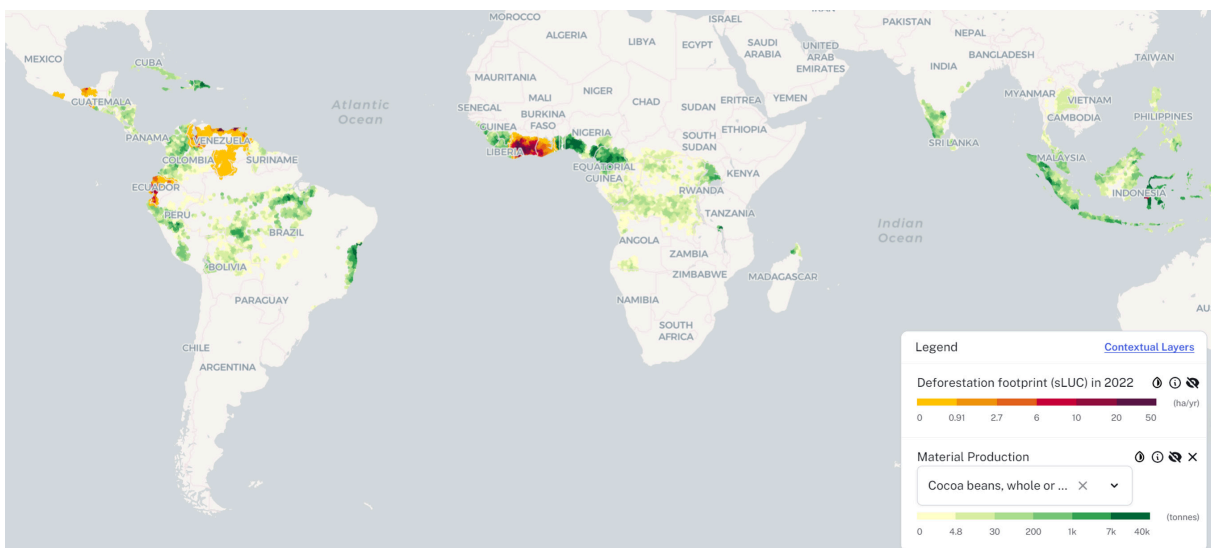 MOROCCO
ISRAEL
PAKISTAN
NEPAL
MEXICO
CUBA
ALGERIA
LIBYA
EGYPT
SAUDI
ARABIA
UNITED
ARAB
EMIRATES
BANGLADESH
TAIWAN
INDIA
MAURITANIA
GUATEMALA
Atlantic
Ocean
MALI
NIGER
CHAD
SUDAN
ERITREA
YEMEN
MYANMAR
VIETNAM
SENEGAL
BURKINA
FASO
GUINEA
NIGERIA
ETHIOPIA
CAMBODIA
PHILIPPINES
PANAMA
VENEZUELA
SOUTH
SUDAN
SRI LANKA
LIBERIA
COLOMBIA
SURINAME
EQUATORIAL
GUINEA
KENYA
MALAYSIA
ECUADOR
RWANDA
INDONESIA
PERU
BRAZIL
TANZANIA
Indian
Ocean
ANGOLA
ZAMBIA
BOLIVIA
ZIMBABWE
MADAGASCAR
PARAGUAY
NAMIBIA
AU
SOUTH
AFRICA
CHILE
ARGENTINA
Legend
Contextual Layers
Deforestation footprint (sLUC) in 2022
(ha/yr)
0 0.91 2.7 6 10 20 50
Material Production
Cocoa beans, whole or ...
(tonnes)
0 4.8 30 200 1k 7k 40k